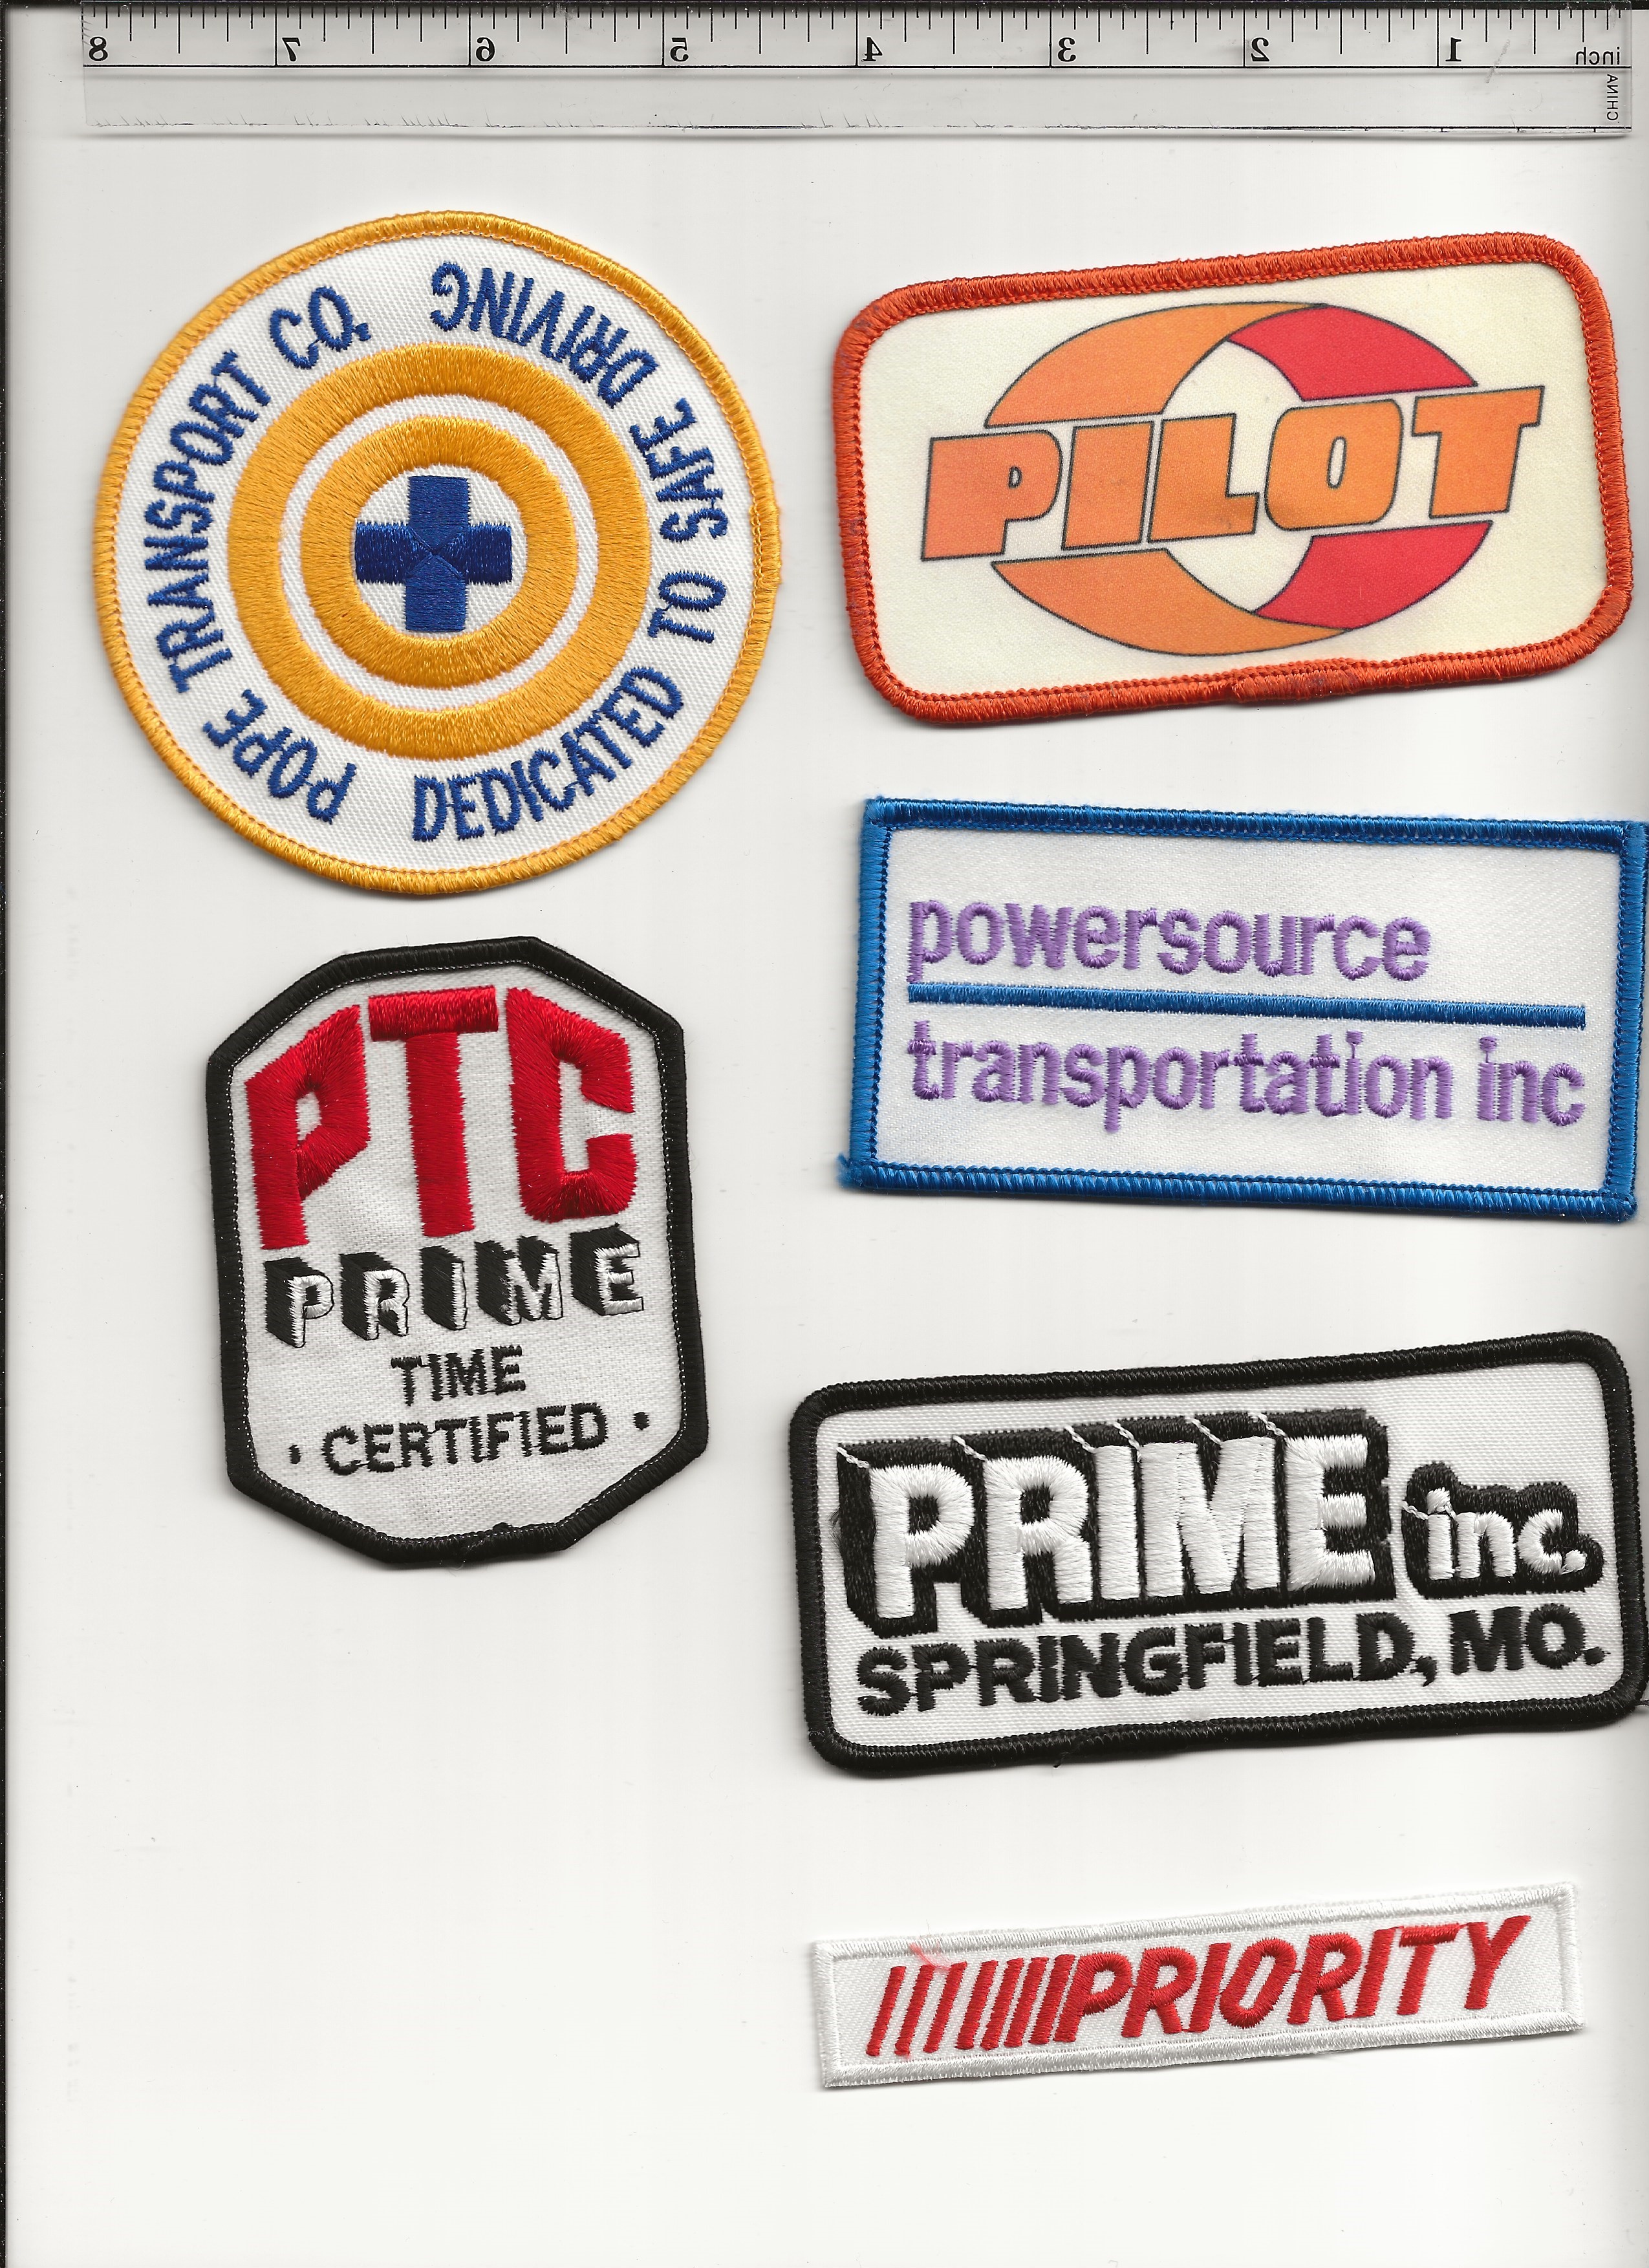 8 7 6 5 4 3 2 1 inch
CHINA
POPE TRANSPORT CO.
DEDICATED TO SAFE DRIVING
PILOT
powersource
transportation inc
PTC
PRIME
TIME
• CERTIFIED •
PRIME inc.
SPRINGFIELD, MO.
PRIORITY